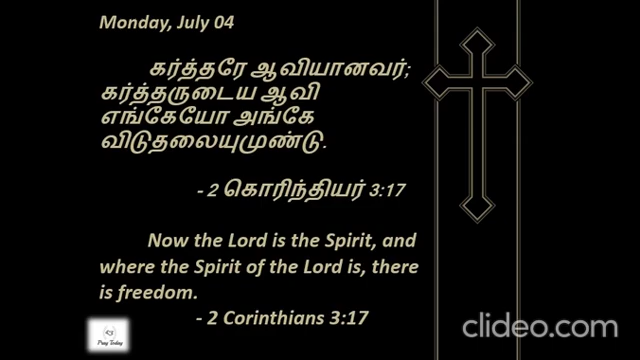 Monday, July 04
கர்த்தரே ஆவியானவர்;
கர்த்தருடைய ஆவி
எங்கேயோ அங்கே
விடுதலையுமுண்டு.
- 2 கொரிந்தியர் 3:17
Now the Lord is the Spirit, and
where the Spirit of the Lord is, there
is freedom.
- 2 Corinthians 3:17
Pray Today
clideo.com